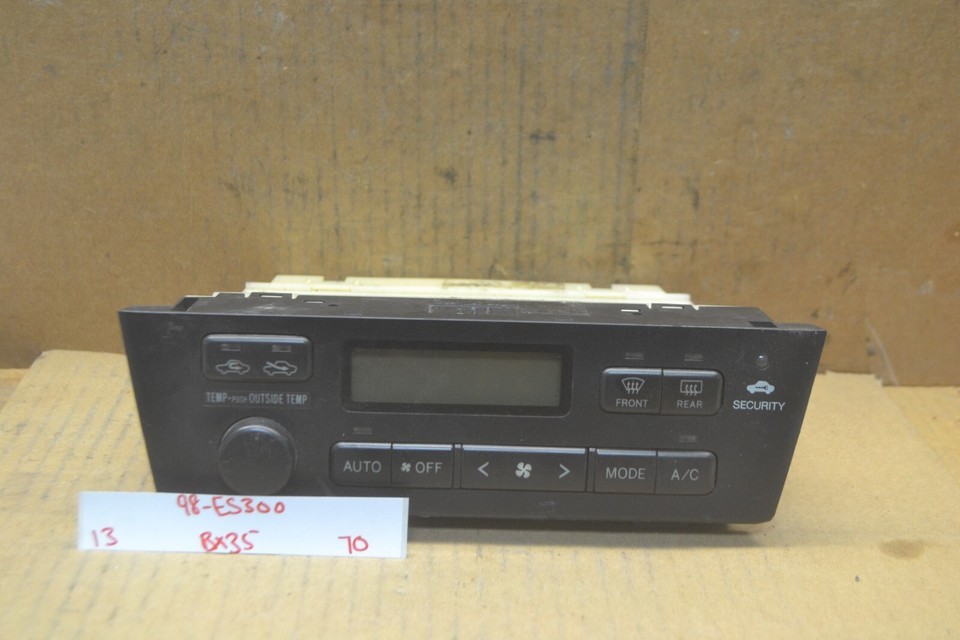 FRONT
REAR
TEMP-PUSH OUTSIDE TEMP
SECURITY
AUTO OFF < > MODE A/C
98-ES300
13 BX35 70